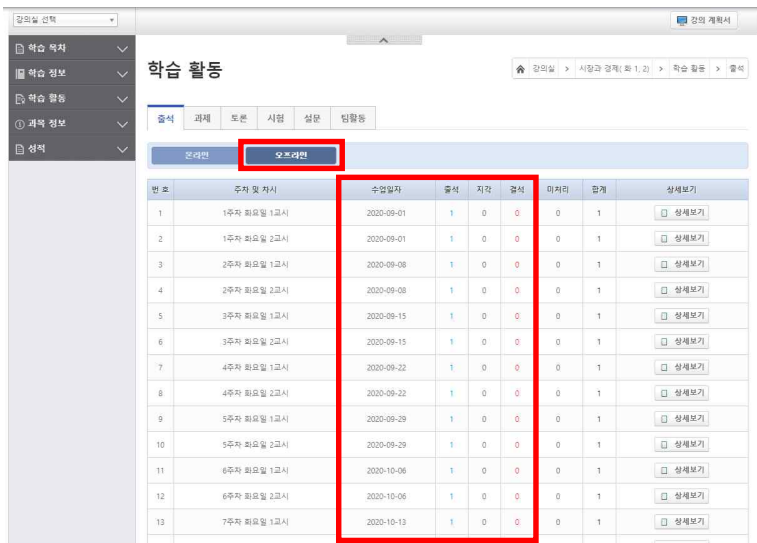 강의실 선택
강의 계획서
학습 목차
학습 정보
학습 활동
과목 정보
성적
학습 활동
강의실 > 시장과 경제( 화 1, 2) > 학습 활동 > 출석
출석 과제 토론 시험 설문 팀활동
온라인 오프라인
번호 주차 및 차시 수업일자 출석 지각 결석 미처리 합계 상세보기
1 1주차 화요일 1교시 2020-09-01 1 0 0 0 1 상세보기
2 1주차 화요일 2교시 2020-09-01 1 0 0 0 1 상세보기
3 2주차 화요일 1교시 2020-09-08 1 0 0 0 1 상세보기
4 2주차 화요일 2교시 2020-09-08 1 0 0 0 1 상세보기
5 3주차 화요일 1교시 2020-09-15 1 0 0 0 1 상세보기
6 3주차 화요일 2교시 2020-09-15 1 0 0 0 1 상세보기
7 4주차 화요일 1교시 2020-09-22 1 0 0 0 1 상세보기
8 4주차 화요일 2교시 2020-09-22 1 0 0 0 1 상세보기
9 5주차 화요일 1교시 2020-09-29 1 0 0 0 1 상세보기
10 5주차 화요일 2교시 2020-09-29 1 0 0 0 1 상세보기
11 6주차 화요일 1교시 2020-10-06 1 0 0 0 1 상세보기
12 6주차 화요일 2교시 2020-10-06 1 0 0 0 1 상세보기
13 7주차 화요일 1교시 2020-10-13 1 0 0 0 1 상세보기